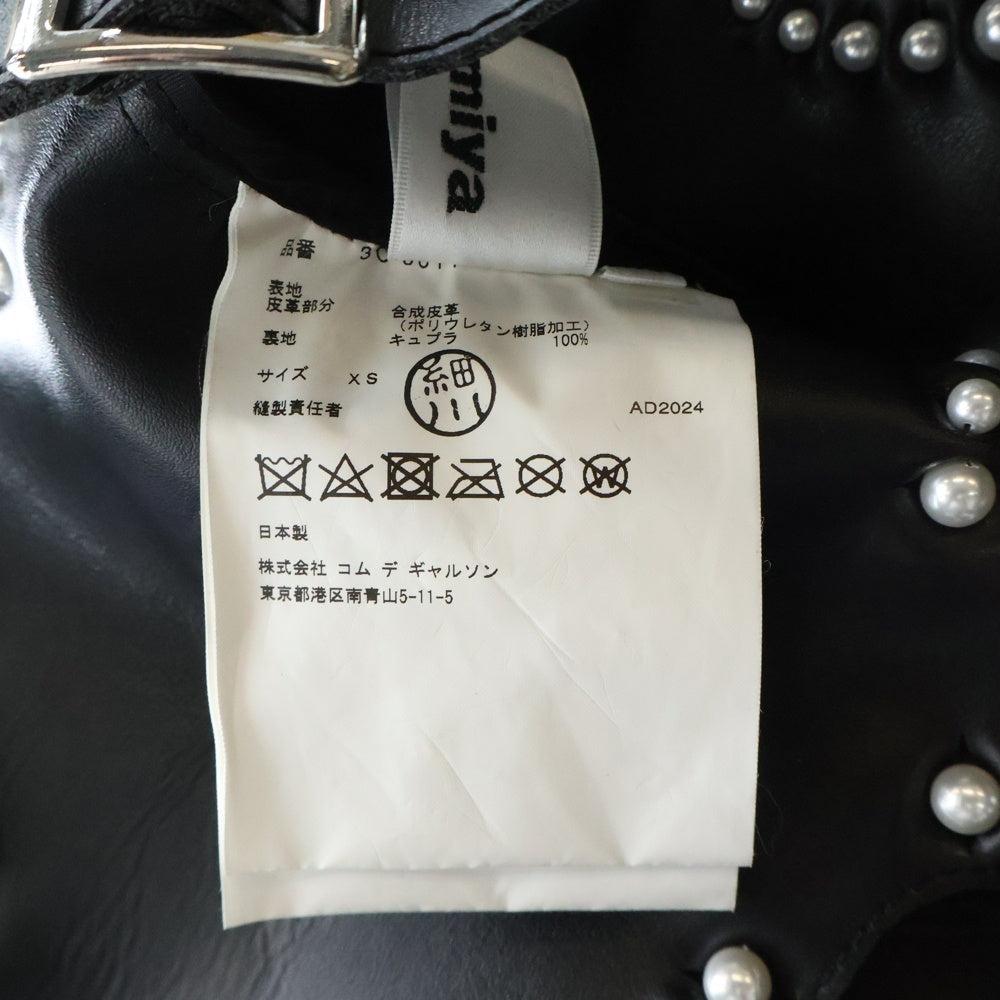 miya
品番
表地
皮革部分 合成皮革
(ポリウレタン樹脂加工)
裏地 キュプラ 100%
サイズ XS
細川
縫製責任者 AD2024
W
日本製
株式会社 コム デ ギャルソン
東京都港区南青山5-11-5